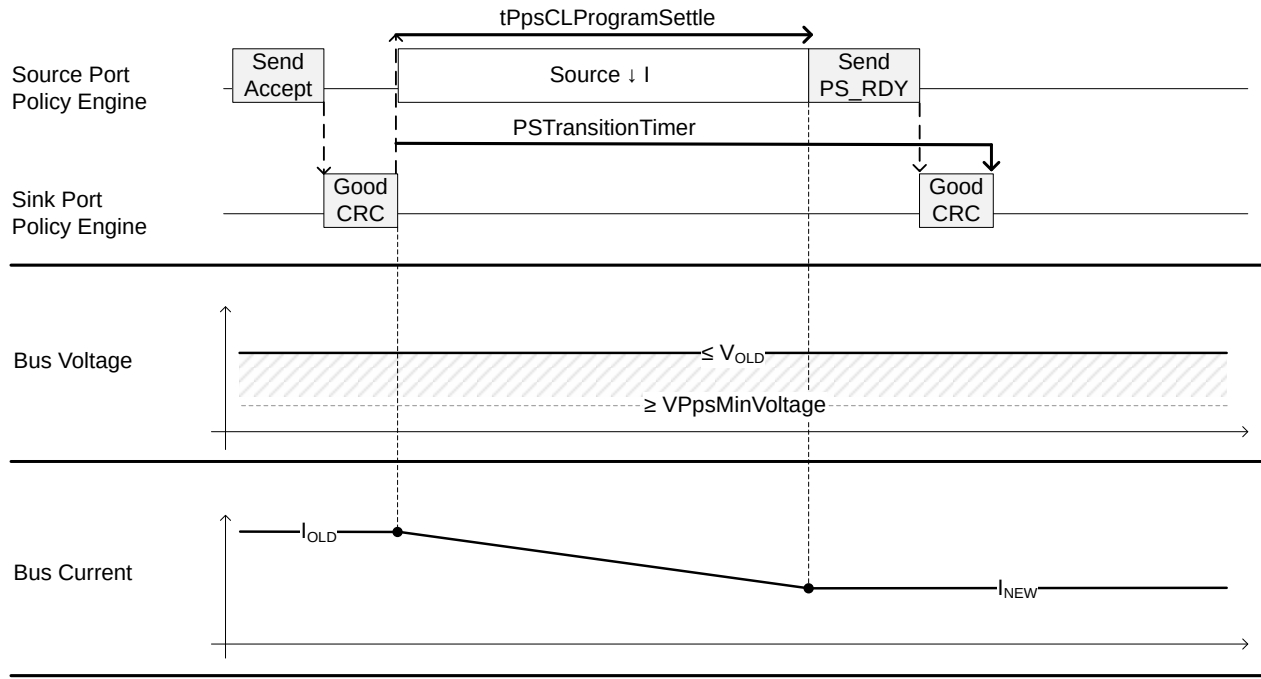 tPpsCLProgramSettle
Source Port
Policy Engine
Send
Accept
Source ↓ I
Send
PS_RDY
PSTransitionTimer
Sink Port
Policy Engine
Good
CRC
Good
CRC
Bus Voltage
≤ VOLD
≥ VPpsMinVoltage
Bus Current
IOLD
INEW